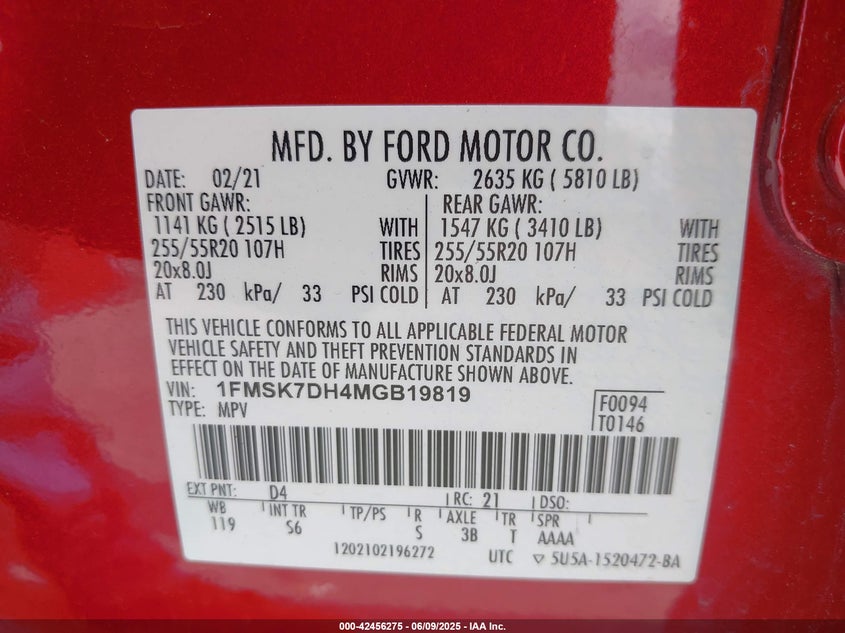 MFD. BY FORD MOTOR CO.
DATE: 02/21 GVWR: 2635 KG ( 5810 LB)
FRONT GAWR: REAR GAWR:
1141 KG ( 2515 LB) WITH 1547 KG ( 3410 LB) WITH
255/55R20 107H TIRES 255/55R20 107H TIRES
20x8.0J RIMS 20x8.0J RIMS
AT 230 kPa/ 33 PSI COLD AT 230 kPa/ 33 PSI COLD
THIS VEHICLE CONFORMS TO ALL APPLICABLE FEDERAL MOTOR
VEHICLE SAFETY AND THEFT PREVENTION STANDARDS IN
EFFECT ON THE DATE OF MANUFACTURE SHOWN ABOVE.
VIN: 1FMSK7DH4MGB19819 F0094
TYPE: MPV T0146
EXT PNT: D4 RC: 21 DSO:
WB INT TR TP/PS R AXLE TR SPR
119 S6 S 3B T AAAA
1202102196272 UTC ▽ 5U5A-1520472-BA
000-42456275 | 06/09/2025 | IAA Inc.